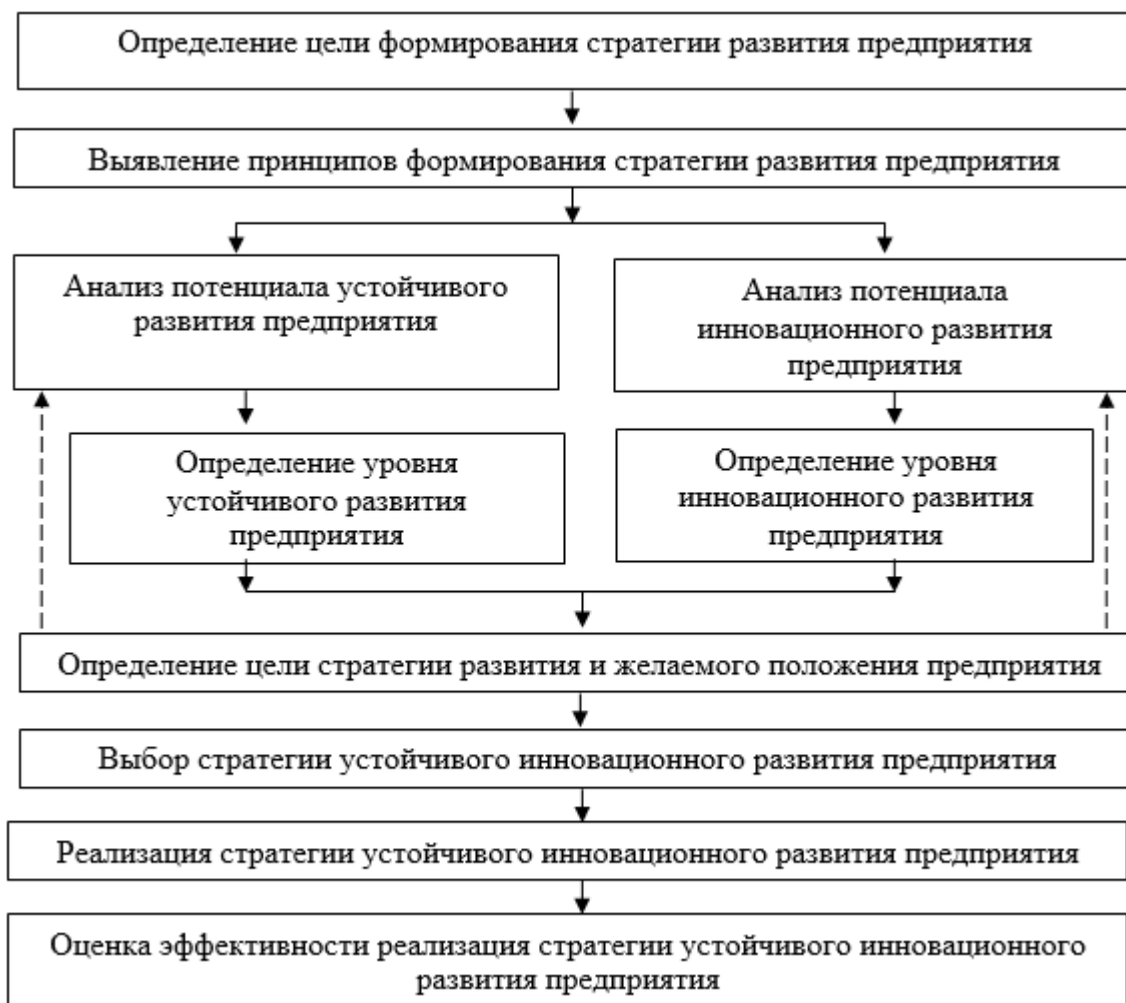 Определение цели формирования стратегии развития предприятия
Выявление принципов формирования стратегии развития предприятия
Анализ потенциала устойчивого
развития предприятия
Анализ потенциала
инновационного развития
предприятия
Определение уровня
устойчивого развития
предприятия
Определение уровня
инновационного развития
предприятия
Определение цели стратегии развития и желаемого положения предприятия
Выбор стратегии устойчивого инновационного развития предприятия
Реализация стратегии устойчивого инновационного развития предприятия
Оценка эффективности реализация стратегии устойчивого инновационного
развития предприятия